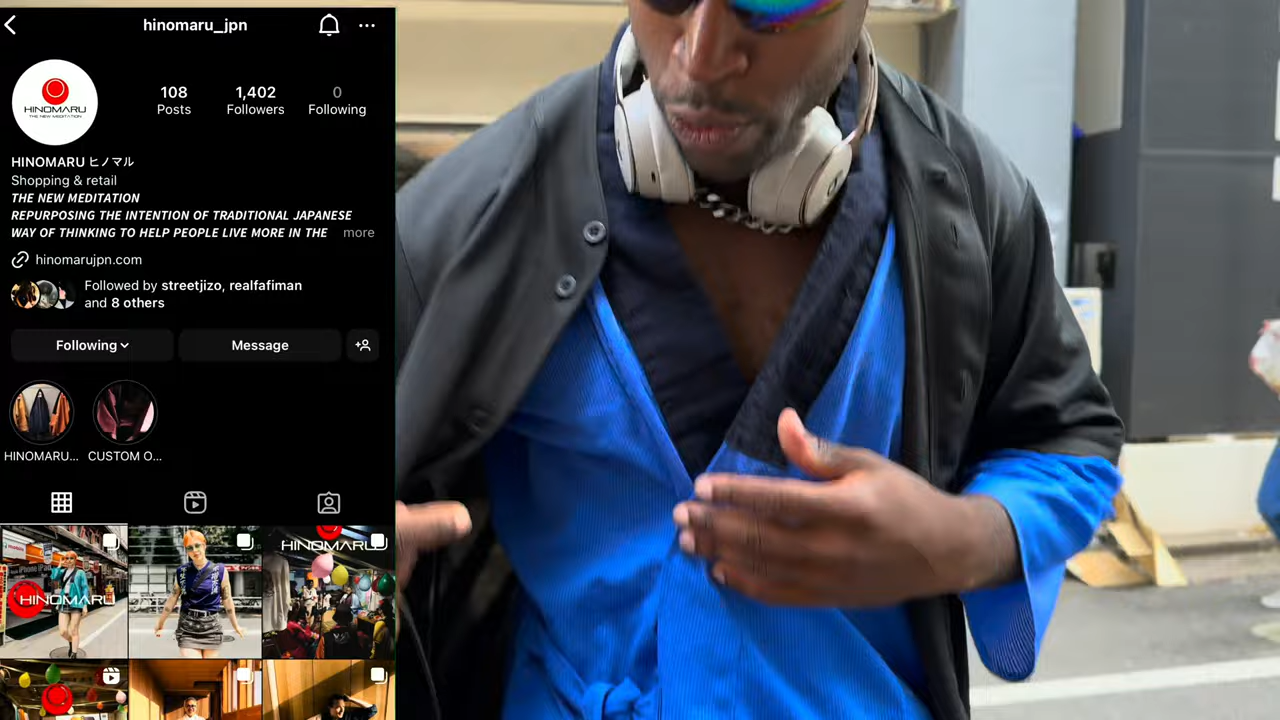 hinomaru_jpn
HINOMARU
THE NEW MEDITATION
108
Posts
1,402
Followers
0
Following
HINOMARU ヒノマル
Shopping & retail
THE NEW MEDITATION
REPURPOSING THE INTENTION OF TRADITIONAL JAPANESE
WAY OF THINKING TO HELP PEOPLE LIVE MORE IN THE more
hinomarujpn.com
Followed by streetjizo, realfafiman
and 8 others
Following
Message
HINOMARU...
CUSTOM O...
HINOMARU
HINOMARU